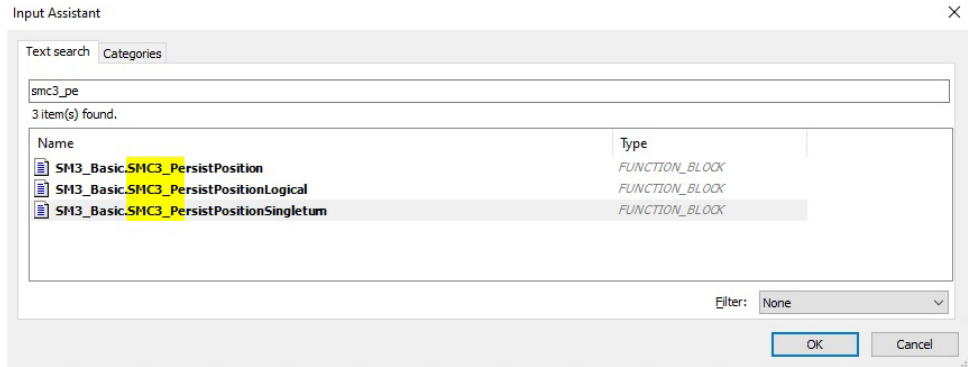 Input Assistant
Text search Categories
smc3_pe
3 item(s) found.
Name Type
SM3_Basic.SMC3_PersistPosition FUNCTION_BLOCK
SM3_Basic.SMC3_PersistPositionLogical FUNCTION_BLOCK
SM3_Basic.SMC3_PersistPositionSingleturn FUNCTION_BLOCK
Filter: None
OK Cancel